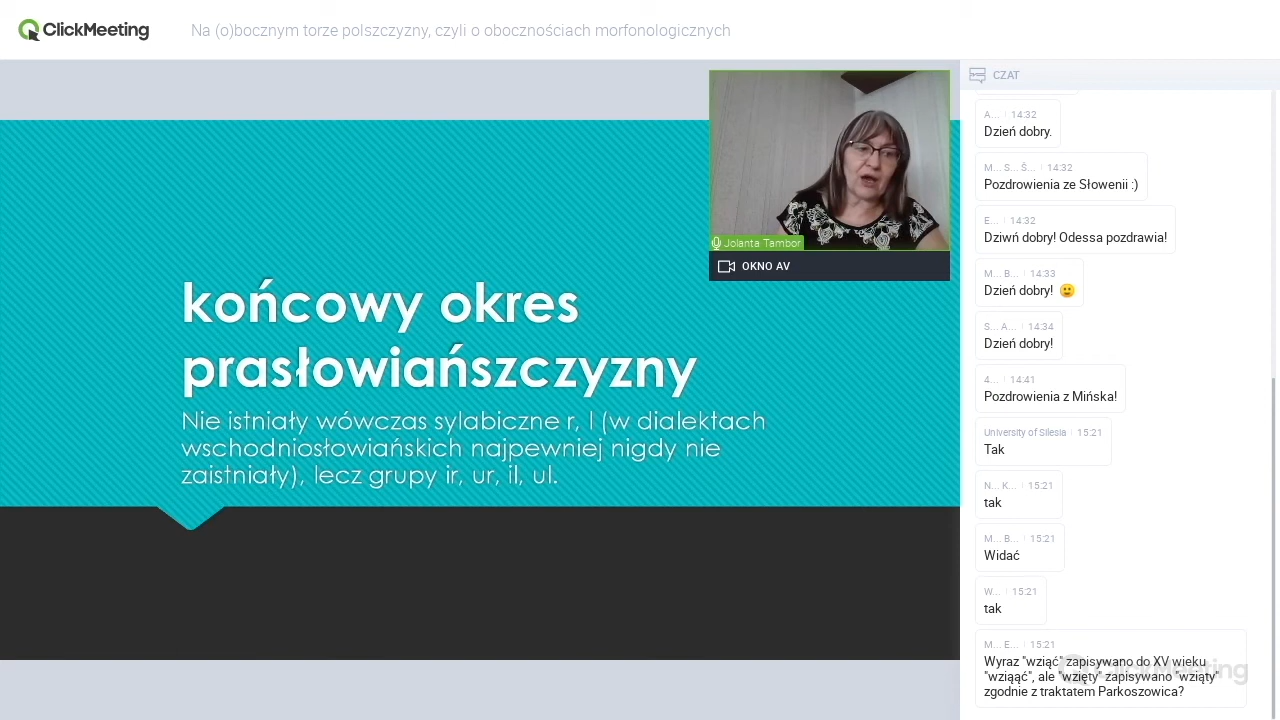 ClickMeeting
Na (o)bocznym torze polszczyzny, czyli o obocznościach morfonologicznych
Jolanta Tambor
OKNO AV
końcowy okres
prasłowiańszczyzny
Nie istniały wówczas sylabiczne r, l (w dialektach
wschodniosłowiańskich najpewniej nigdy nie
zaistniały), lecz grupy ir, ur, il, ul.
CZAT
A... 14:32
Dzień dobry.
M... S... Š... 14:32
Pozdrowienia ze Słowenii :)
E... 14:32
Dziwń dobry! Odessa pozdrawia!
M... B... 14:33
Dzień dobry! 🙂
S... A... 14:34
Dzień dobry!
4... 14:41
Pozdrowienia z Mińska!
University of Silesia 15:21
Tak
N... K... 15:21
tak
M... B... 15:21
Widać
W... 15:21
tak
M... E... 15:21
Wyraz "wziąć" zapisywano do XV wieku
"wziąąć", ale "wzięty" zapisywano "wziąty"
zgodnie z traktatem Parkoszowica?
ClickMeeting